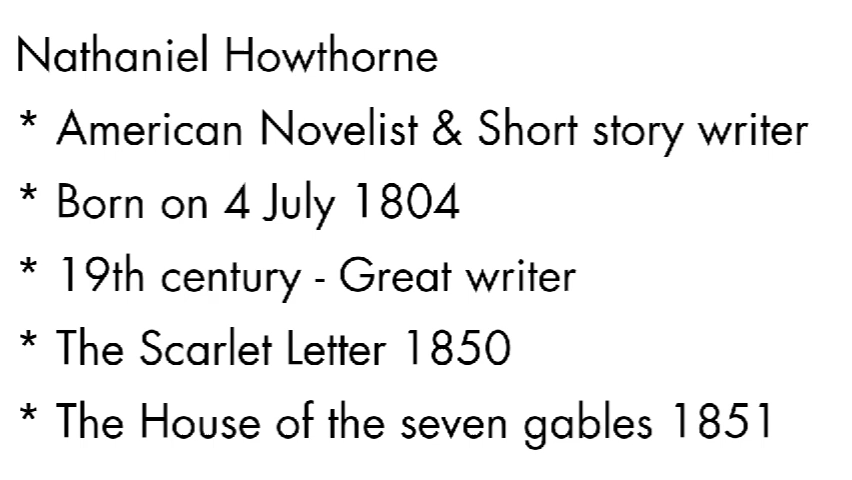 Nathaniel Howthorne
* American Novelist & Short story writer
* Born on 4 July 1804
* 19th century - Great writer
* The Scarlet Letter 1850
* The House of the seven gables 1851